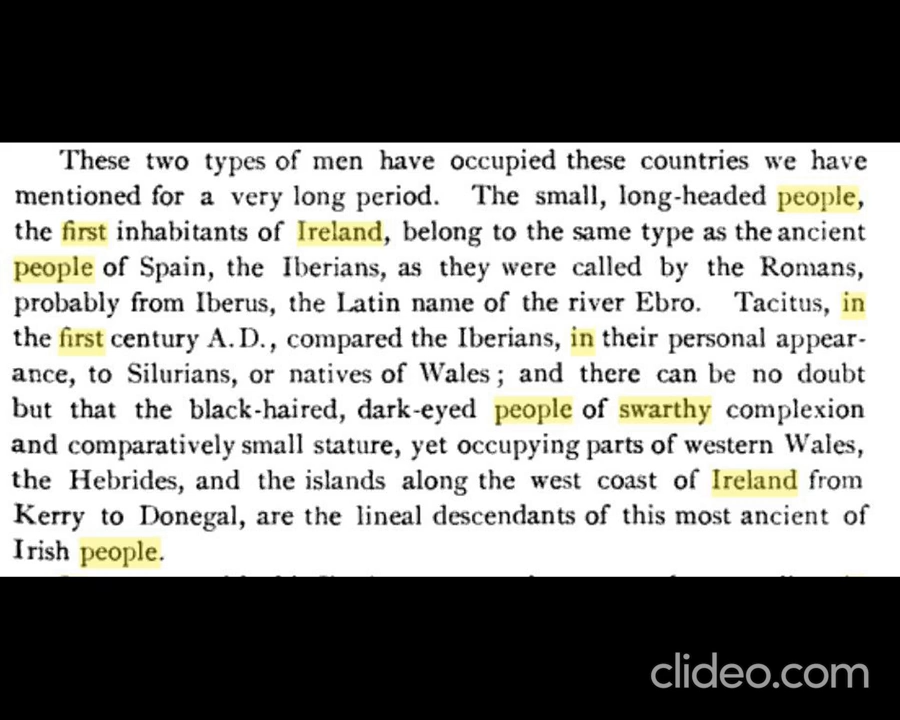 These two types of men have occupied these countries we have
mentioned for a very long period. The small, long-headed people,
the first inhabitants of Ireland, belong to the same type as the ancient
people of Spain, the Iberians, as they were called by the Romans,
probably from Iberus, the Latin name of the river Ebro. Tacitus, in
the first century A.D., compared the Iberians, in their personal appear-
ance, to Silurians, or natives of Wales; and there can be no doubt
but that the black-haired, dark-eyed people of swarthy complexion
and comparatively small stature, yet occupying parts of western Wales,
the Hebrides, and the islands along the west coast of Ireland from
Kerry to Donegal, are the lineal descendants of this most ancient of
Irish people.
clideo.com